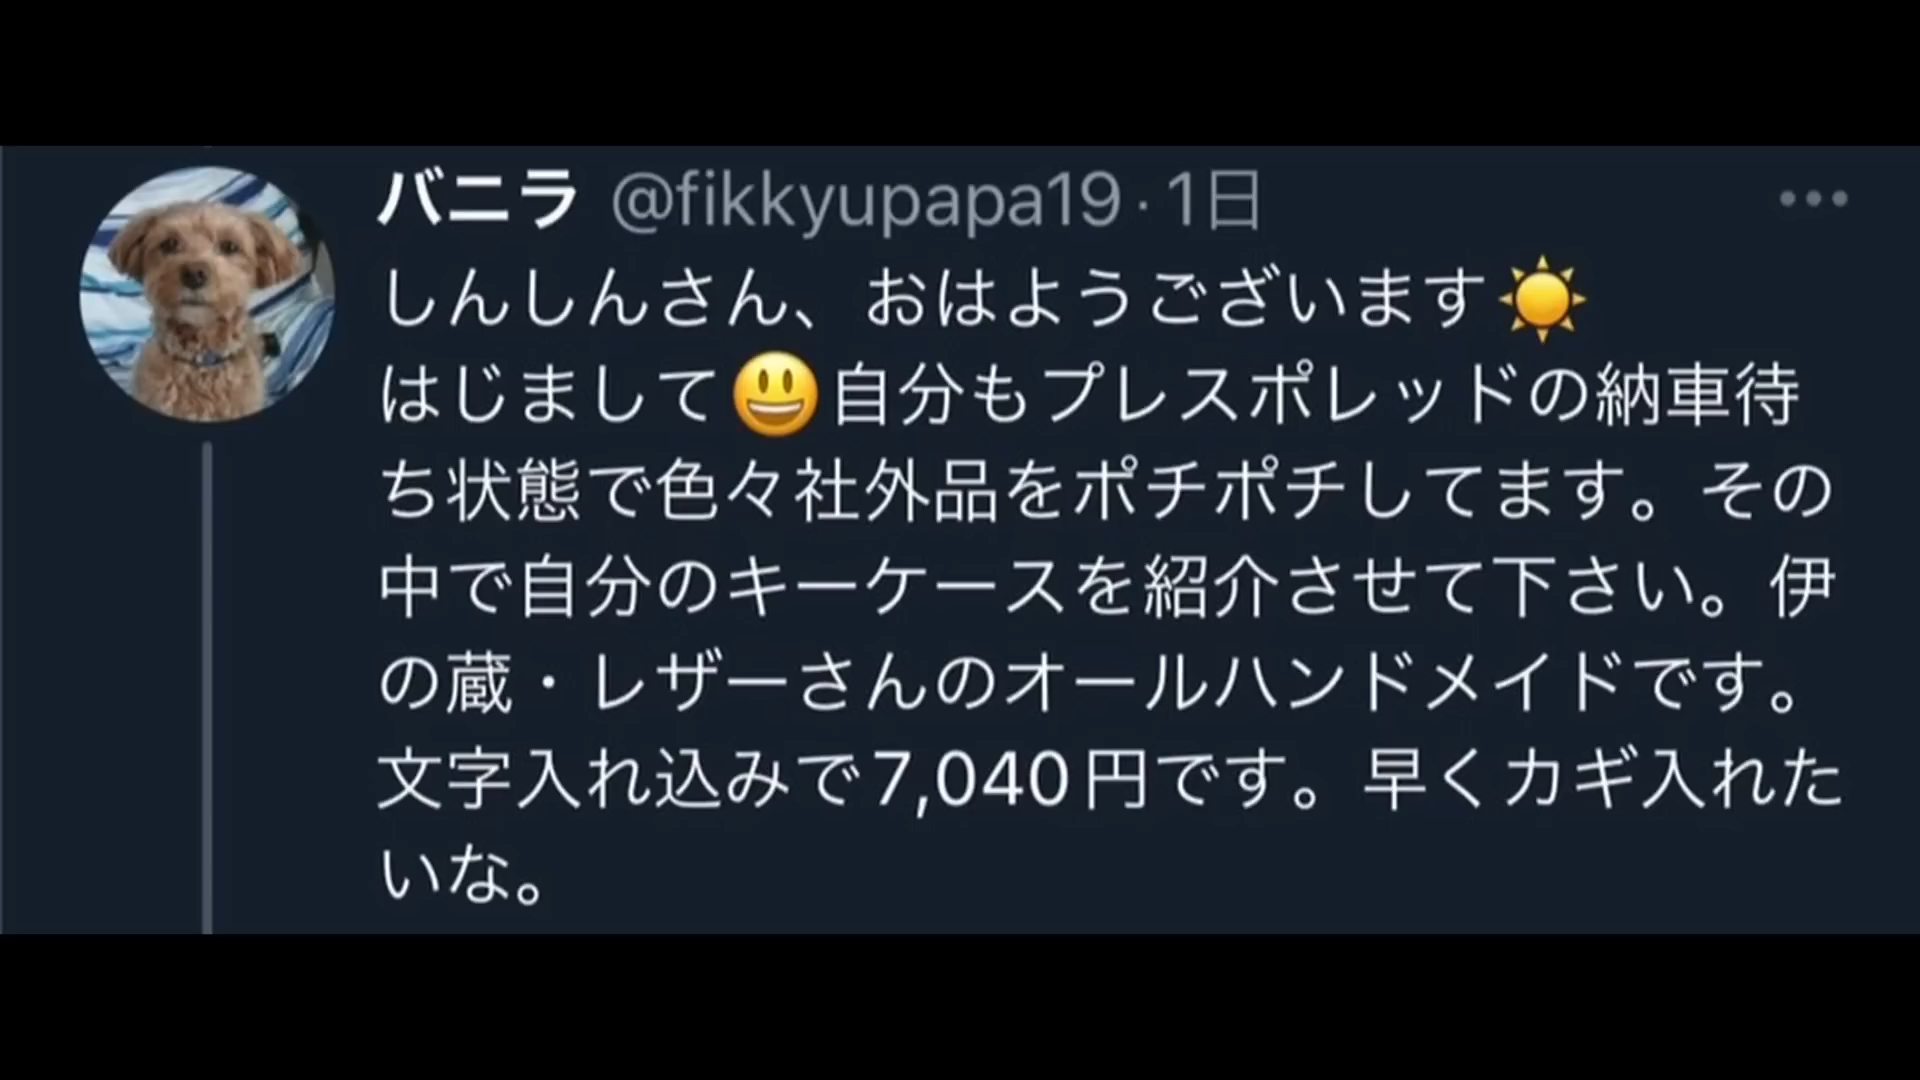 バニラ @fikkyupapa19·1日
しんしんさん、おはようございます☀️
はじまして😃自分もプレスポレッドの納車待
ち状態で色々社外品をポチポチしてます。その
中で自分のキーケースを紹介させて下さい。伊
の蔵・レザーさんのオールハンドメイドです。
文字入れ込みで7,040円です。早くカギ入れた
いな。